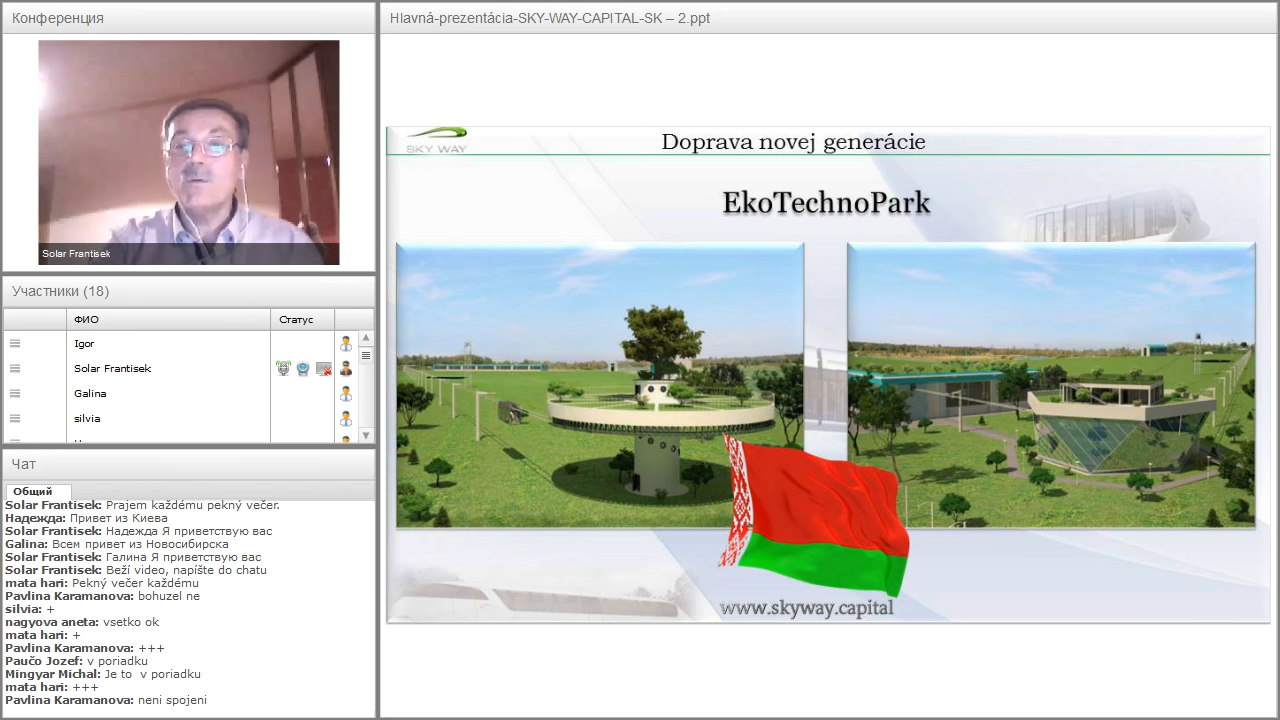 Конференция
Solar Frantisek
Участники (18)
ФИО
Статус
Igor
Solar Frantisek
Galina
silvia
Чат
Общий
Solar Frantisek: Prajem každému pekný večer.
Надежда: Привет из Киева
Solar Frantisek: Надежда Я приветствую вас
Galina: Всем привет из Новосибирска
Solar Frantisek: Галина Я приветствую вас
Solar Frantisek: Beží video, napíšte do chatu
mata hari: Pekný večer každému
Pavlina Karamanova: bohuzel ne
silvia: +
nagyova aneta: vsetko ok
mata hari: +
Pavlina Karamanova: +++
Paučo Jozef: v poriadku
Mingyar Michal: Je to v poriadku
mata hari: +++
Pavlina Karamanova: neni spojeni
Hlavná-prezentácia-SKY-WAY-CAPITAL-SK – 2.ppt
SKY WAY
Doprava novej generácie
EkoTechnoPark
www.skyway.capital